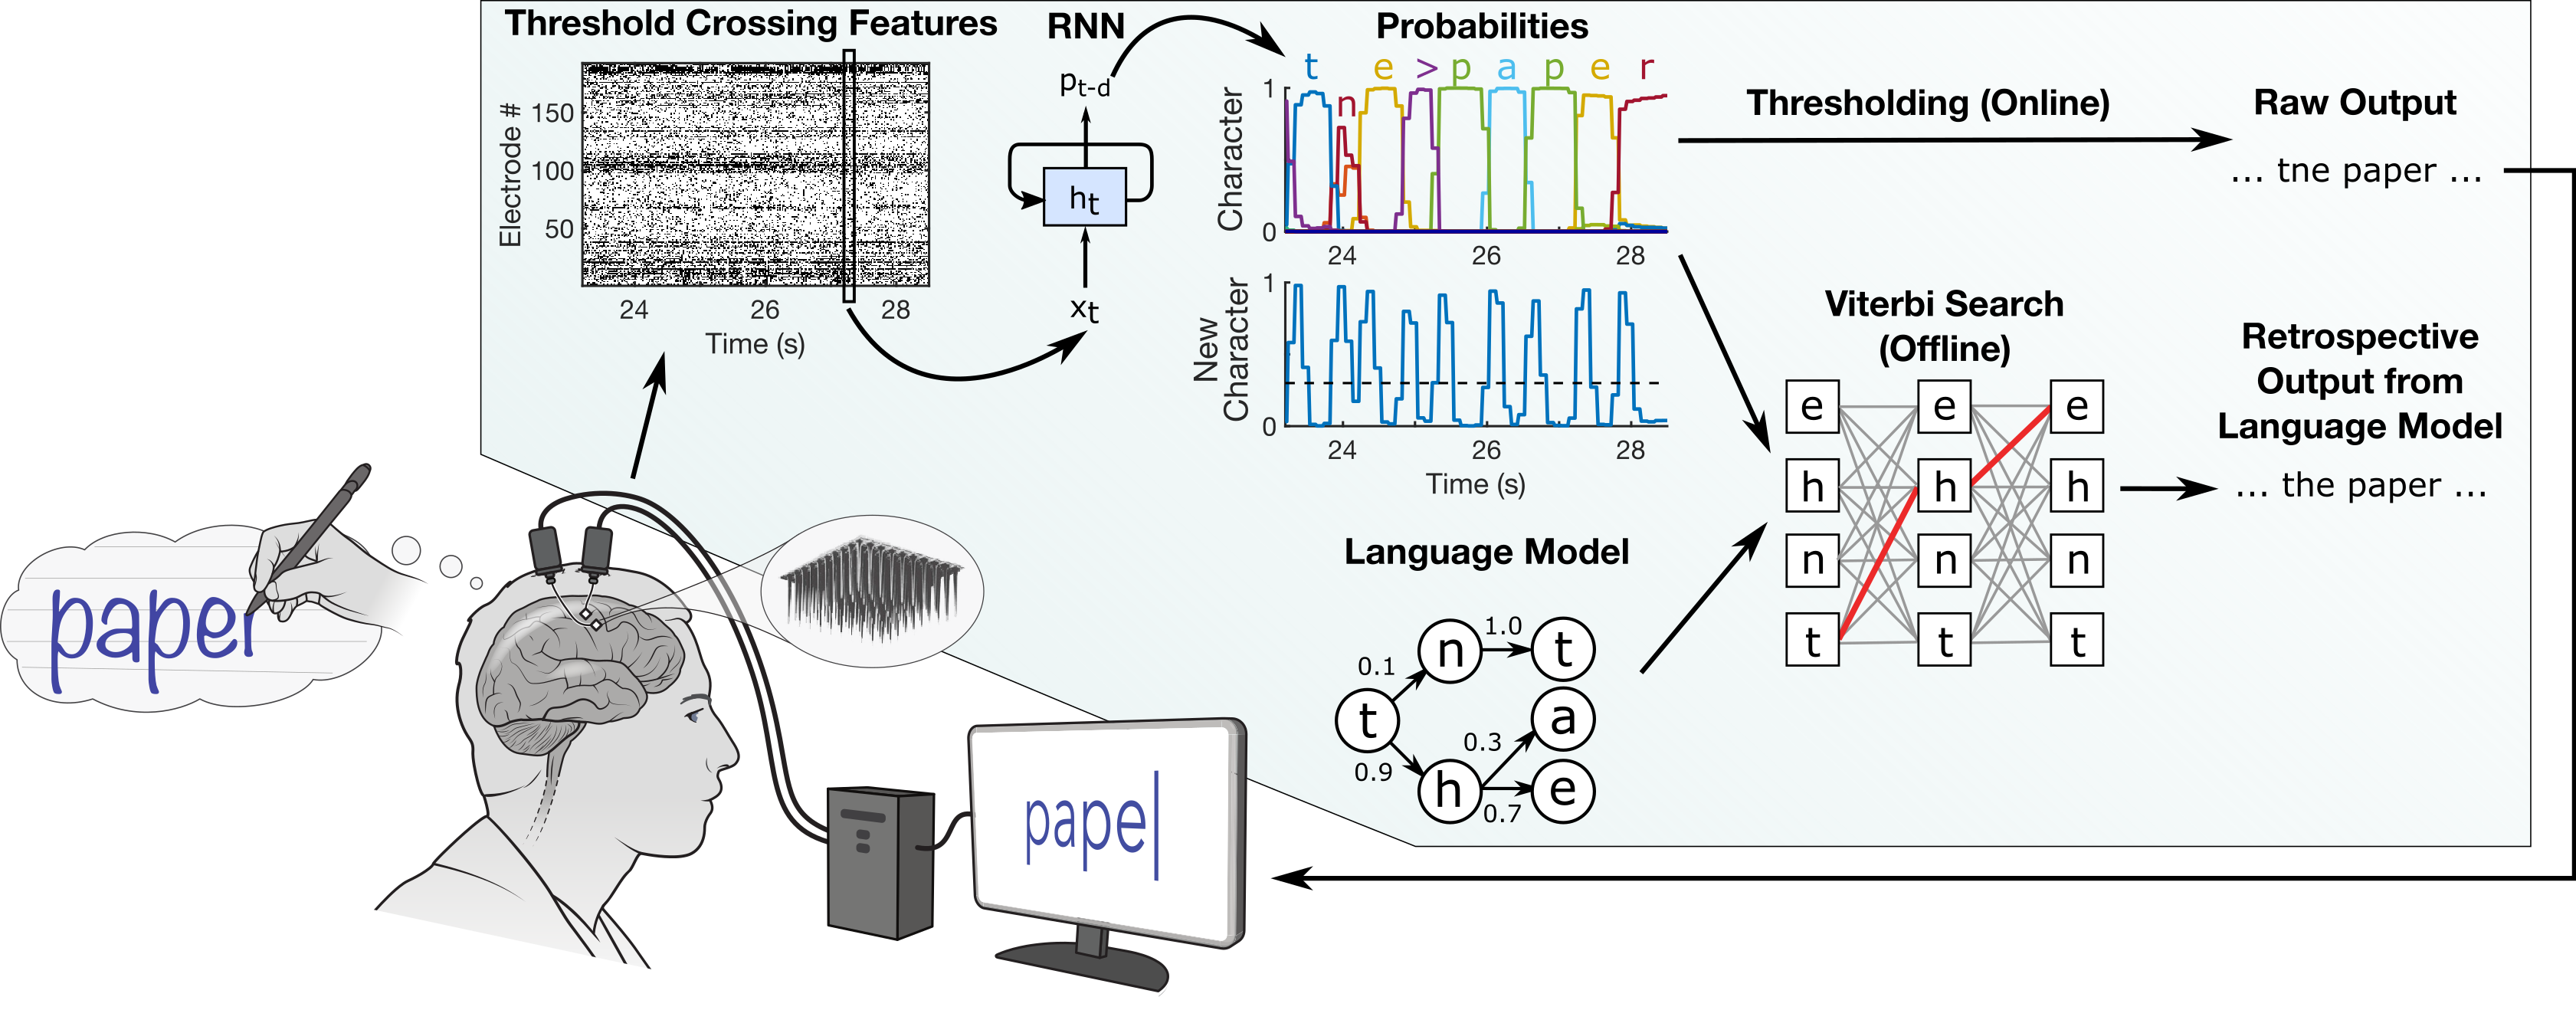 Threshold Crossing Features
Electrode #
150
100
50
24 26 28
Time (s)
RNN
pt-d
ht
xt
Probabilities
t n e > p a p e r
Character
1
0
24 26 28
New
Character
1
0
24 26 28
Time (s)
Thresholding (Online)
Raw Output
... tne paper ...
Viterbi Search
(Offline)
e e e
h h h
n n n
t t t
Retrospective
Output from
Language Model
... the paper ...
Language Model
t
0.1
n
1.0
t
0.9
h
0.3
a
0.7
e
paper
pape